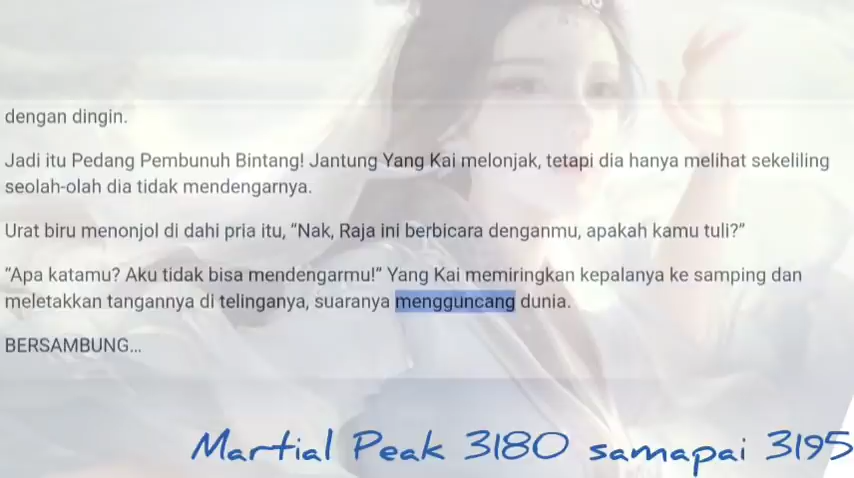 dengan dingin.
Jadi itu Pedang Pembunuh Bintang! Jantung Yang Kai melonjak, tetapi dia hanya melihat sekeliling
seolah-olah dia tidak mendengarnya.
Urat biru menonjol di dahi pria itu, “Nak, Raja ini berbicara denganmu, apakah kamu tuli?”
“Apa katamu? Aku tidak bisa mendengarmu!” Yang Kai memiringkan kepalanya ke samping dan
meletakkan tangannya di telinganya, suaranya mengguncang dunia.
BERSAMBUNG...
Martial Peak 3180 samapai 3195